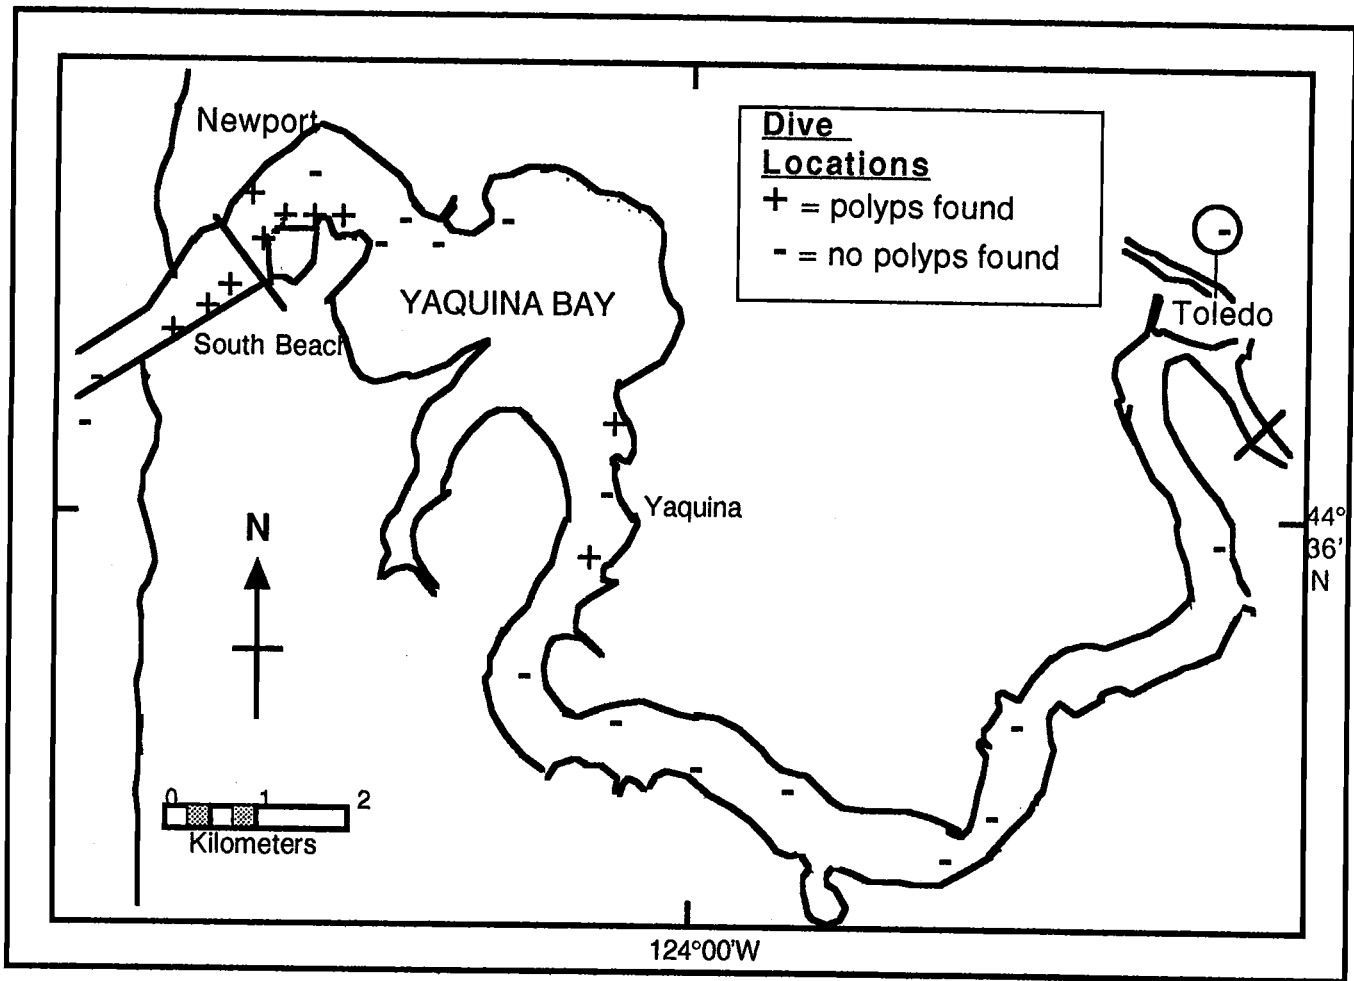 Newport
Dive
Locations
+ = polyps found
- = no polyps found
YAQUINA BAY
South Beach
Toledo
Yaquina
44°
36'
N
N
0 1 2
Kilometers
124°00'W